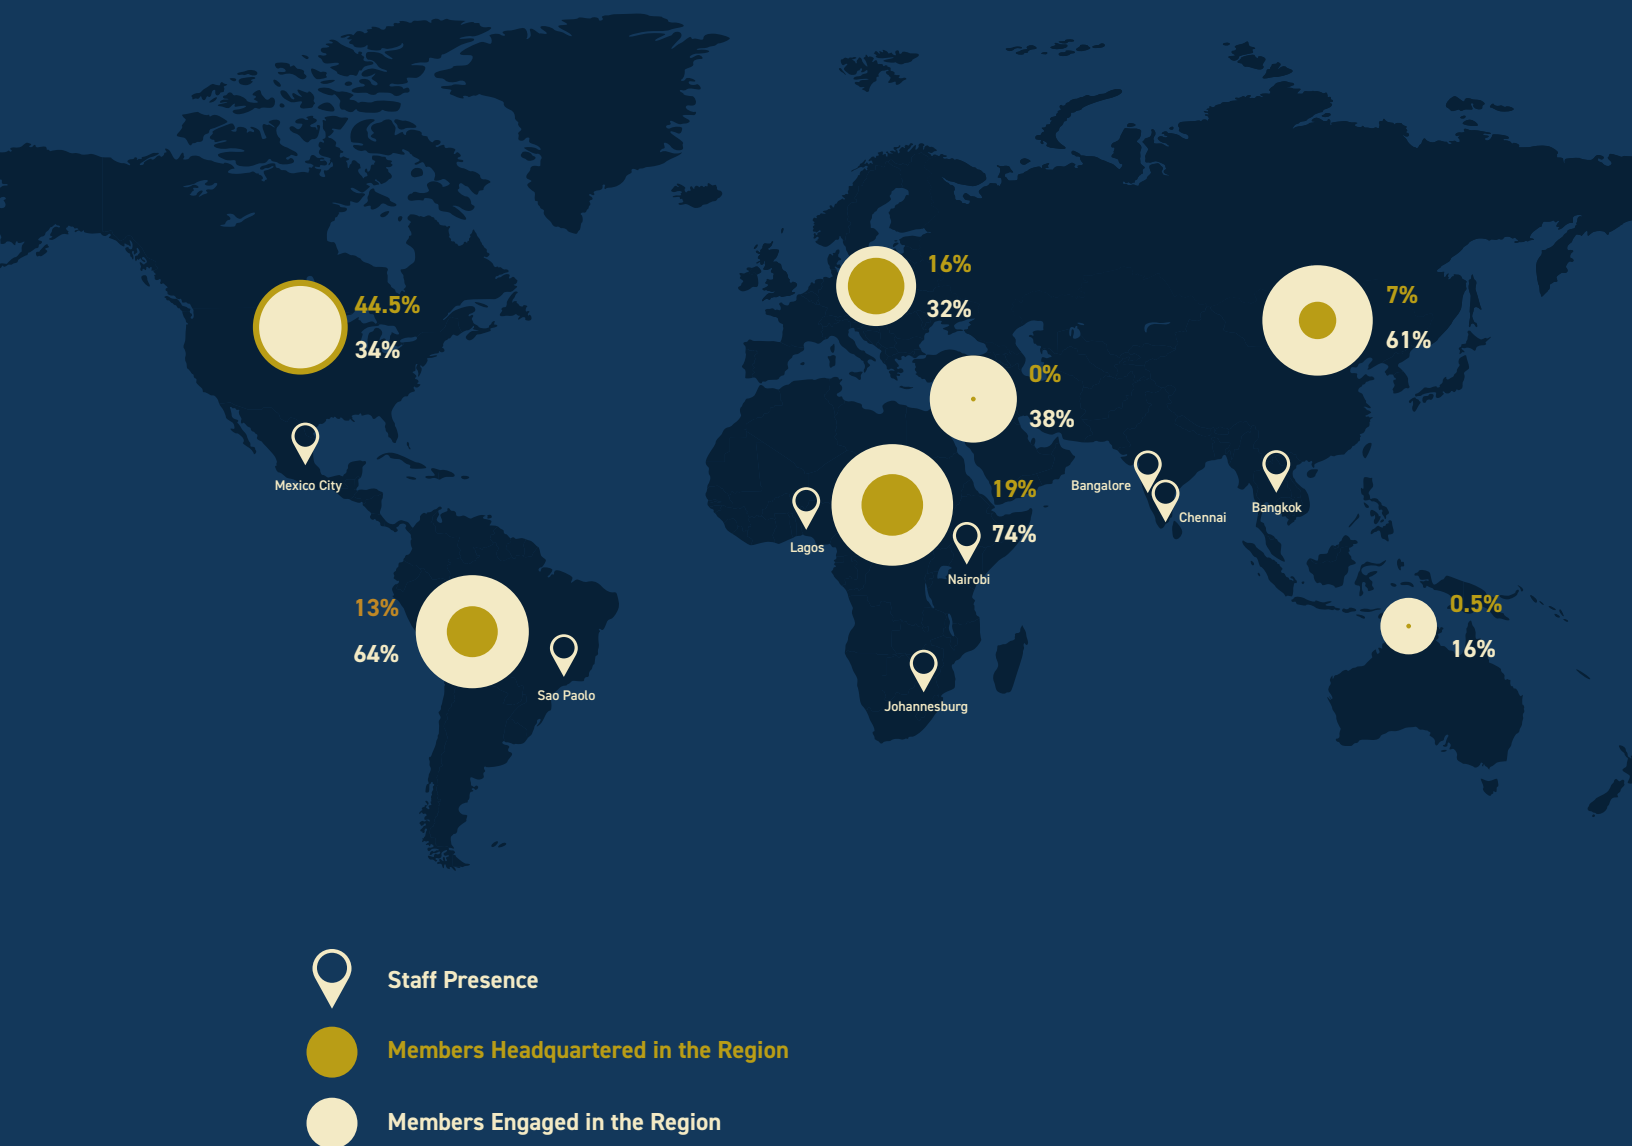 16%
32%
7%
61%
44.5%
34%
0%
38%
Mexico City
Bangalore
Chennai
Bangkok
19%
74%
Lagos
Nairobi
13%
64%
0.5%
16%
Sao Paolo
Johannesburg
Staff Presence
Members Headquartered in the Region
Members Engaged in the Region